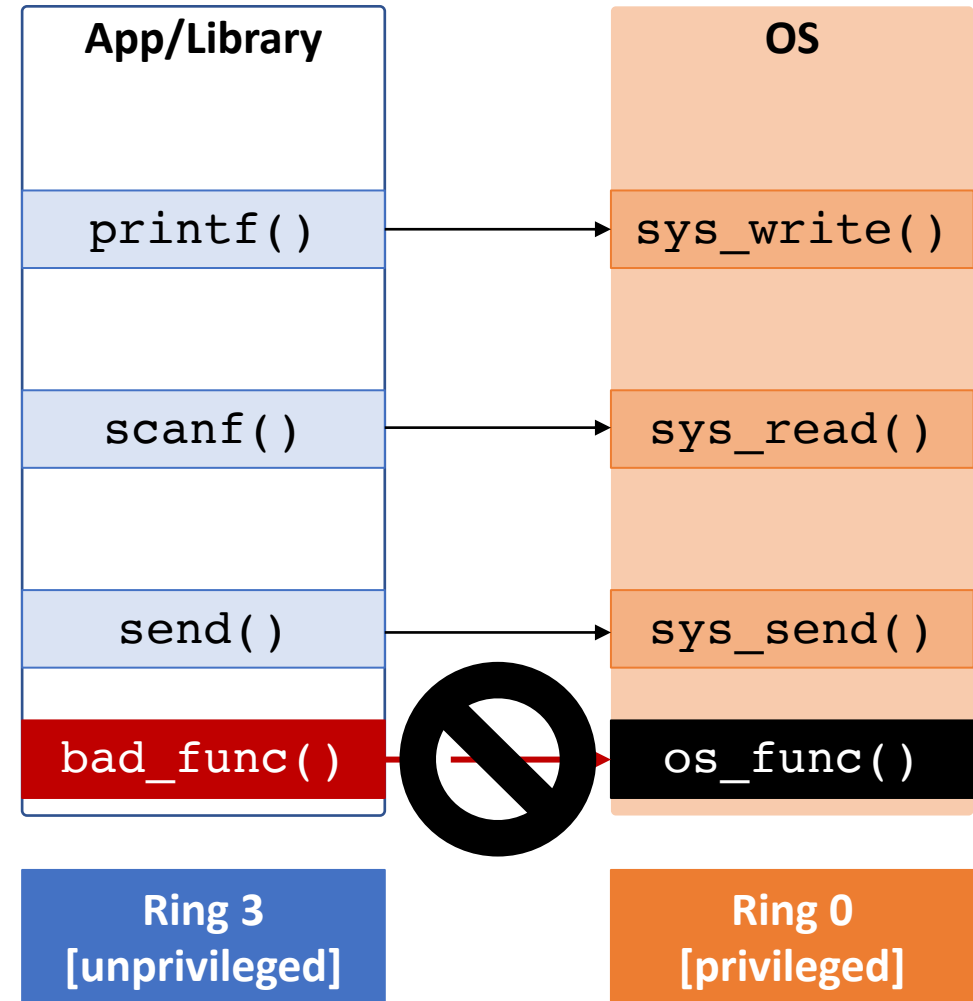 App/Library OS
printf() sys_write()
scanf() sys_read()
send() sys_send()
bad_func() os_func()
Ring 3 Ring 0
[unprivileged] [privileged]